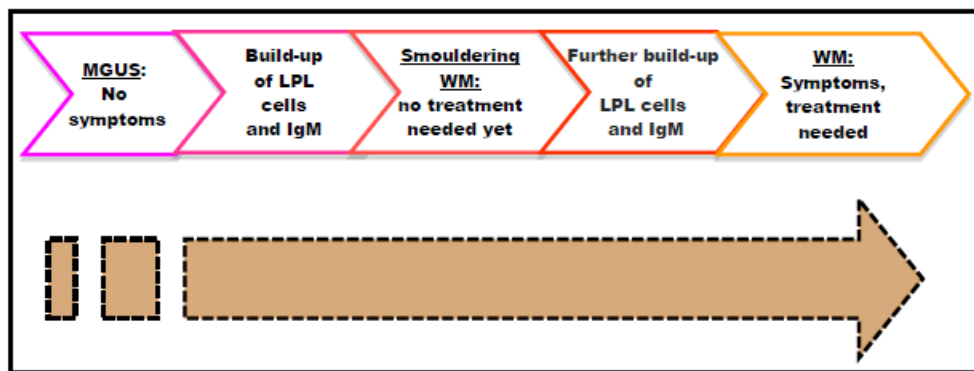 MGUS:
No
symptoms
Build-up
of LPL
cells
and IgM
Smouldering
WM:
no treatment
needed yet
Further build-up
of
LPL cells
and IgM
WM:
Symptoms,
treatment
needed